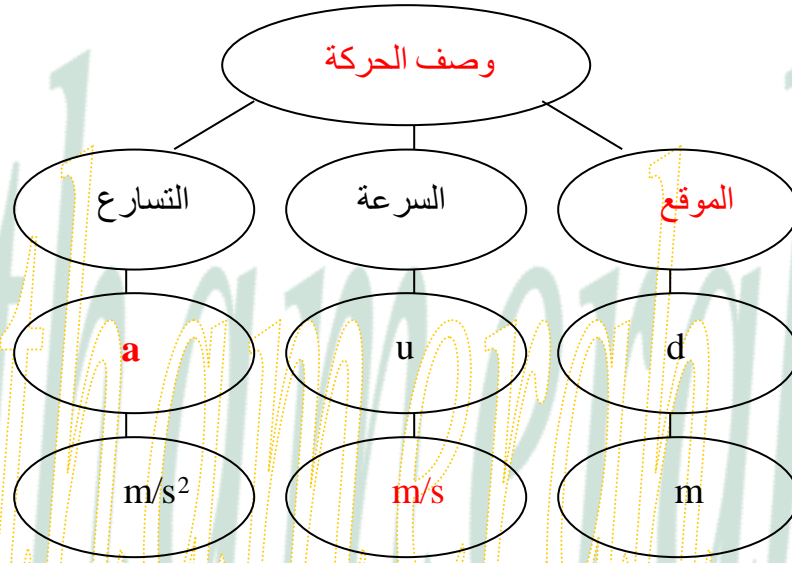 وصف الحركة
الموقع
السرعة
التسارع
d
u
a
m
m/s
m/s²